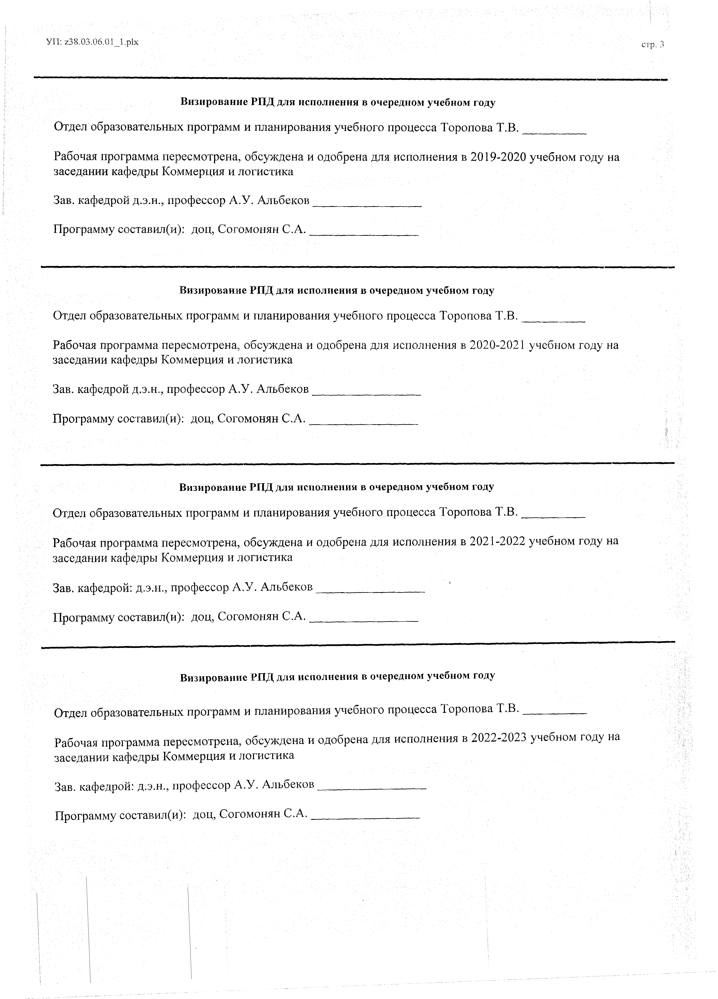 УП: z38.03.06.01_1.plx
стр. 3
Визирование РПД для исполнения в очередном учебном году
Отдел образовательных программ и планирования учебного процесса Торопова Т.В. __________
Рабочая программа пересмотрена, обсуждена и одобрена для исполнения в 2019-2020 учебном году на
заседании кафедры Коммерция и логистика
Зав. кафедрой д.э.н., профессор А.У. Альбеков _________________
Программу составил(и): доц, Согомонян С.А. _________________
Визирование РПД для исполнения в очередном учебном году
Отдел образовательных программ и планирования учебного процесса Торопова Т.В. __________
Рабочая программа пересмотрена, обсуждена и одобрена для исполнения в 2020-2021 учебном году на
заседании кафедры Коммерция и логистика
Зав. кафедрой д.э.н., профессор А.У. Альбеков _________________
Программу составил(и): доц, Согомонян С.А. _________________
Визирование РПД для исполнения в очередном учебном году
Отдел образовательных программ и планирования учебного процесса Торопова Т.В. __________
Рабочая программа пересмотрена, обсуждена и одобрена для исполнения в 2021-2022 учебном году на
заседании кафедры Коммерция и логистика
Зав. кафедрой: д.э.н., профессор А.У. Альбеков _________________
Программу составил(и): доц, Согомонян С.А. _________________
Визирование РПД для исполнения в очередном учебном году
Отдел образовательных программ и планирования учебного процесса Торопова Т.В. __________
Рабочая программа пересмотрена, обсуждена и одобрена для исполнения в 2022-2023 учебном году на
заседании кафедры Коммерция и логистика
Зав. кафедрой: д.э.н., профессор А.У. Альбеков _________________
Программу составил(и): доц, Согомонян С.А. _________________